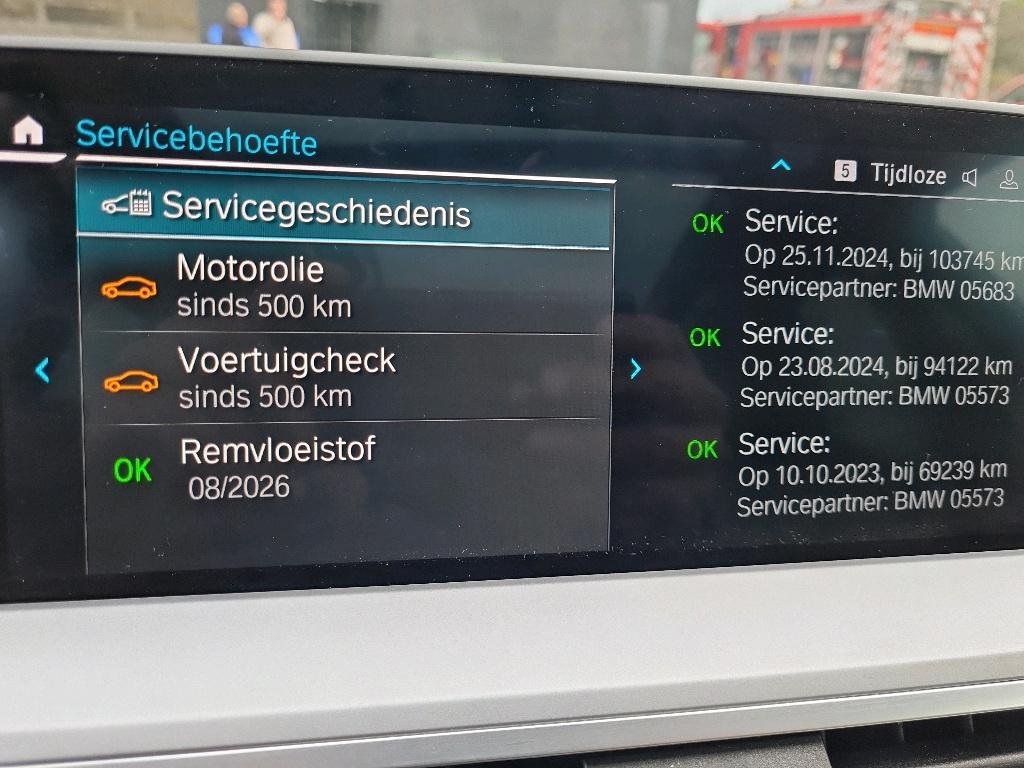 Servicebehoefte
5 Tijdloze
Servicegeschiedenis
Motorolie
sinds 500 km
Voertuigcheck
sinds 500 km
OK Remvloeistof
08/2026
OK Service:
Op 25.11.2024, bij 103745 km
Servicepartner: BMW 05683
OK Service:
Op 23.08.2024, bij 94122 km
Servicepartner: BMW 05573
OK Service:
Op 10.10.2023, bij 69239 km
Servicepartner: BMW 05573